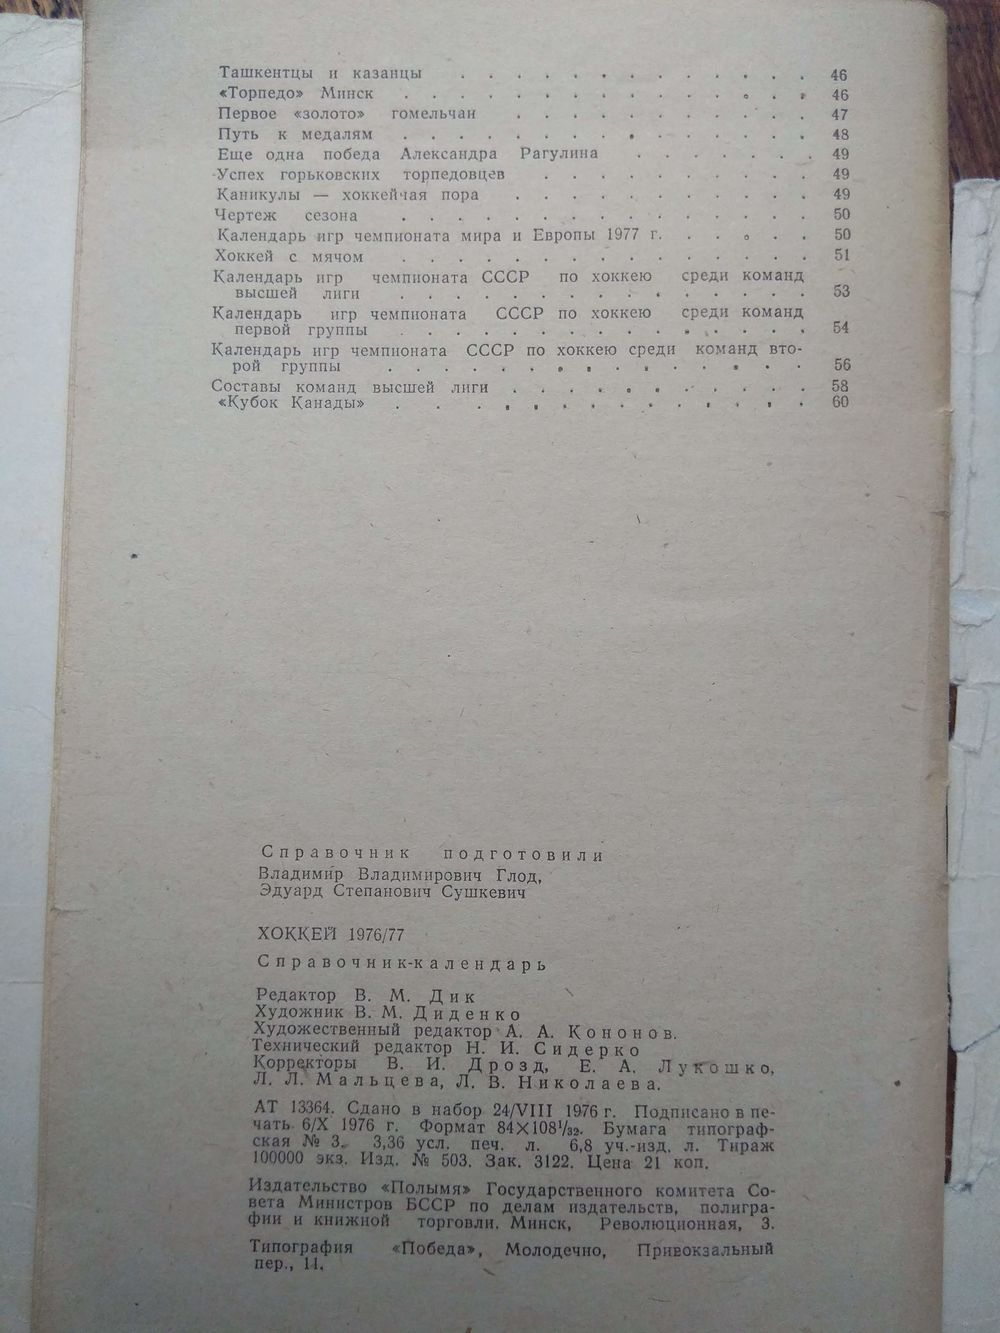 Ташкентцы и казанцы . . . . . . . . . . . . . 46
«Торпедо» Минск . . . . . . . . . . . . . . . 46
Первое «золото» гомельчан . . . . . . . . . . . 47
Путь к медалям . . . . . . . . . . . . . . . 48
Еще одна победа Александра Рагулина . . . . . . . 49
Успех горьковских торпедовцев . . . . . . . . . . 49
Каникулы — хоккейчая пора . . . . . . . . . . . 49
Чертеж сезона . . . . . . . . . . . . . . . 50
Календарь игр чемпионата мира и Европы 1977 г. . . . . . 50
Хоккей с мячом . . . . . . . . . . . . . . . 51
Календарь игр чемпионата СССР по хоккею среди команд
высшей лиги . . . . . . . . . . . . . . . 53
Календарь игр чемпионата СССР по хоккею среди команд
первой группы . . . . . . . . . . . . . . . 54
Календарь игр чемпионата СССР по хоккею среди команд вто-
рой группы . . . . . . . . . . . . . . . 56
Составы команд высшей лиги . . . . . . . . . . . 58
«Кубок Канады» . . . . . . . . . . . . . . . 60
Справочник подготовили
Владимир Владимирович Глод,
Эдуард Степанович Сушкевич
ХОККЕЙ 1976/77
Справочник-календарь
Редактор В. М. Дик
Художник В. М. Диденко
Художественный редактор А. А. Кононов.
Технический редактор Н. И. Сидерко
Корректоры В. И. Дрозд, Е. А. Лукошко,
Л. Л. Мальцева, Л. В. Николаева.
АТ 13364. Сдано в набор 24/VIII 1976 г. Подписано в пе-
чать 6/X 1976 г. Формат 84×108¹/₃₂. Бумага типограф-
ская № 3. 3,36 усл. печ. л. 6,8 уч.-изд. л. Тираж
100000 экз. Изд. № 503. Зак. 3122. Цена 21 коп.
Издательство «Полымя» Государственного комитета Со-
вета Министров БССР по делам издательств, полигра-
фии и книжной торговли. Минск, Революционная, 3.
Типография «Победа», Молодечно, Привокзальный
пер., 11.